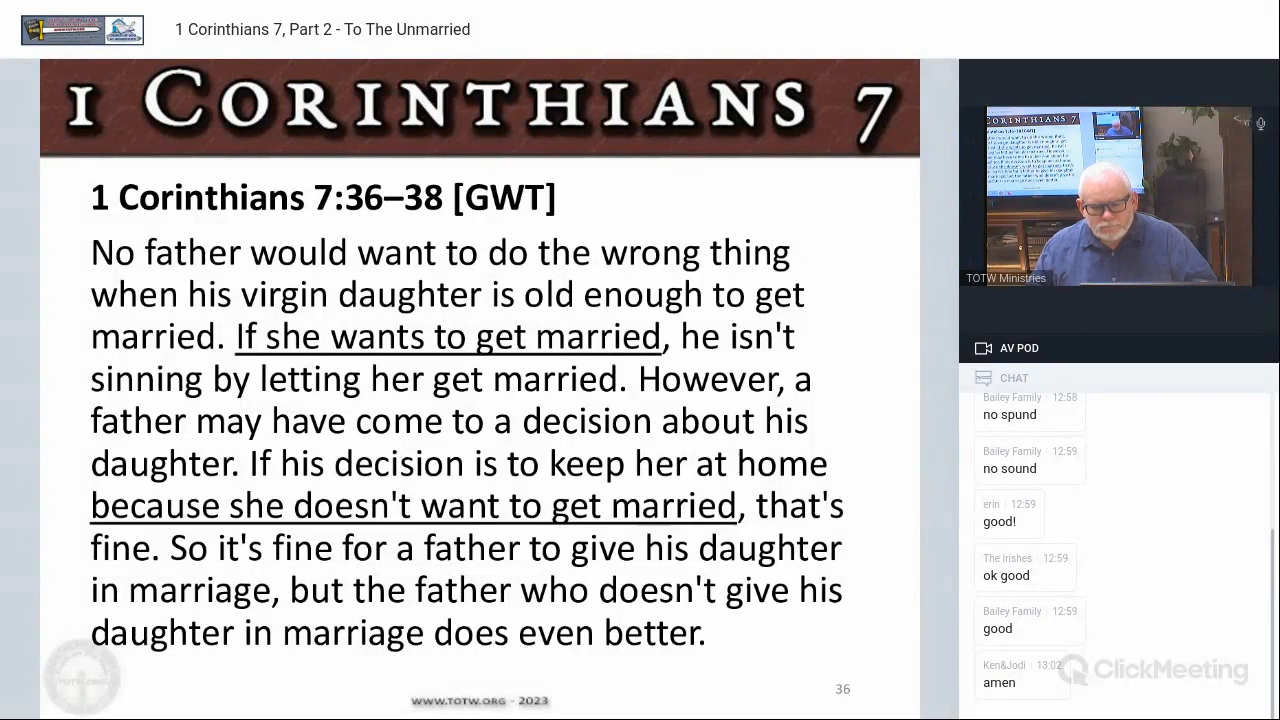 1 Corinthians 7, Part 2 - To The Unmarried
1 CORINTHIANS 7
1 Corinthians 7:36–38 [GWT]
No father would want to do the wrong thing
when his virgin daughter is old enough to get
married. If she wants to get married, he isn't
sinning by letting her get married. However, a
father may have come to a decision about his
daughter. If his decision is to keep her at home
because she doesn't want to get married, that's
fine. So it's fine for a father to give his daughter
in marriage, but the father who doesn't give his
daughter in marriage does even better.
WWW.TOTW.ORG - 2023
36
TOTW Ministries
AV POD
CHAT
Bailey Family 12:58
no spund
Bailey Family 12:59
no sound
erin 12:59
good!
The Irishes 12:59
ok good
Bailey Family 12:59
good
Ken&Jodi 13:02
amen
ClickMeeting